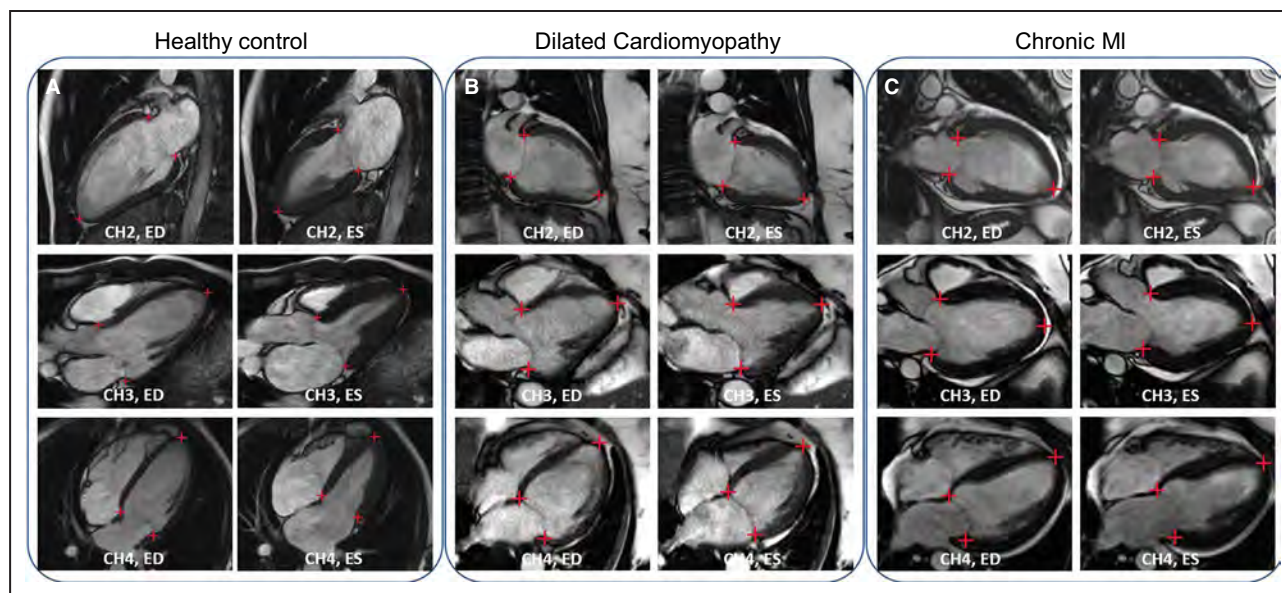 Healthy control
Dilated Cardiomyopathy
Chronic MI
A
B
C
CH2, ED
CH2, ES
CH2, ED
CH2, ES
CH2, ED
CH2, ES
CH3, ED
CH3, ES
CH3, ED
CH3, ES
CH3, ED
CH3, ES
CH4, ED
CH4, ES
CH4, ED
CH4, ES
CH4, ED
CH4, ES